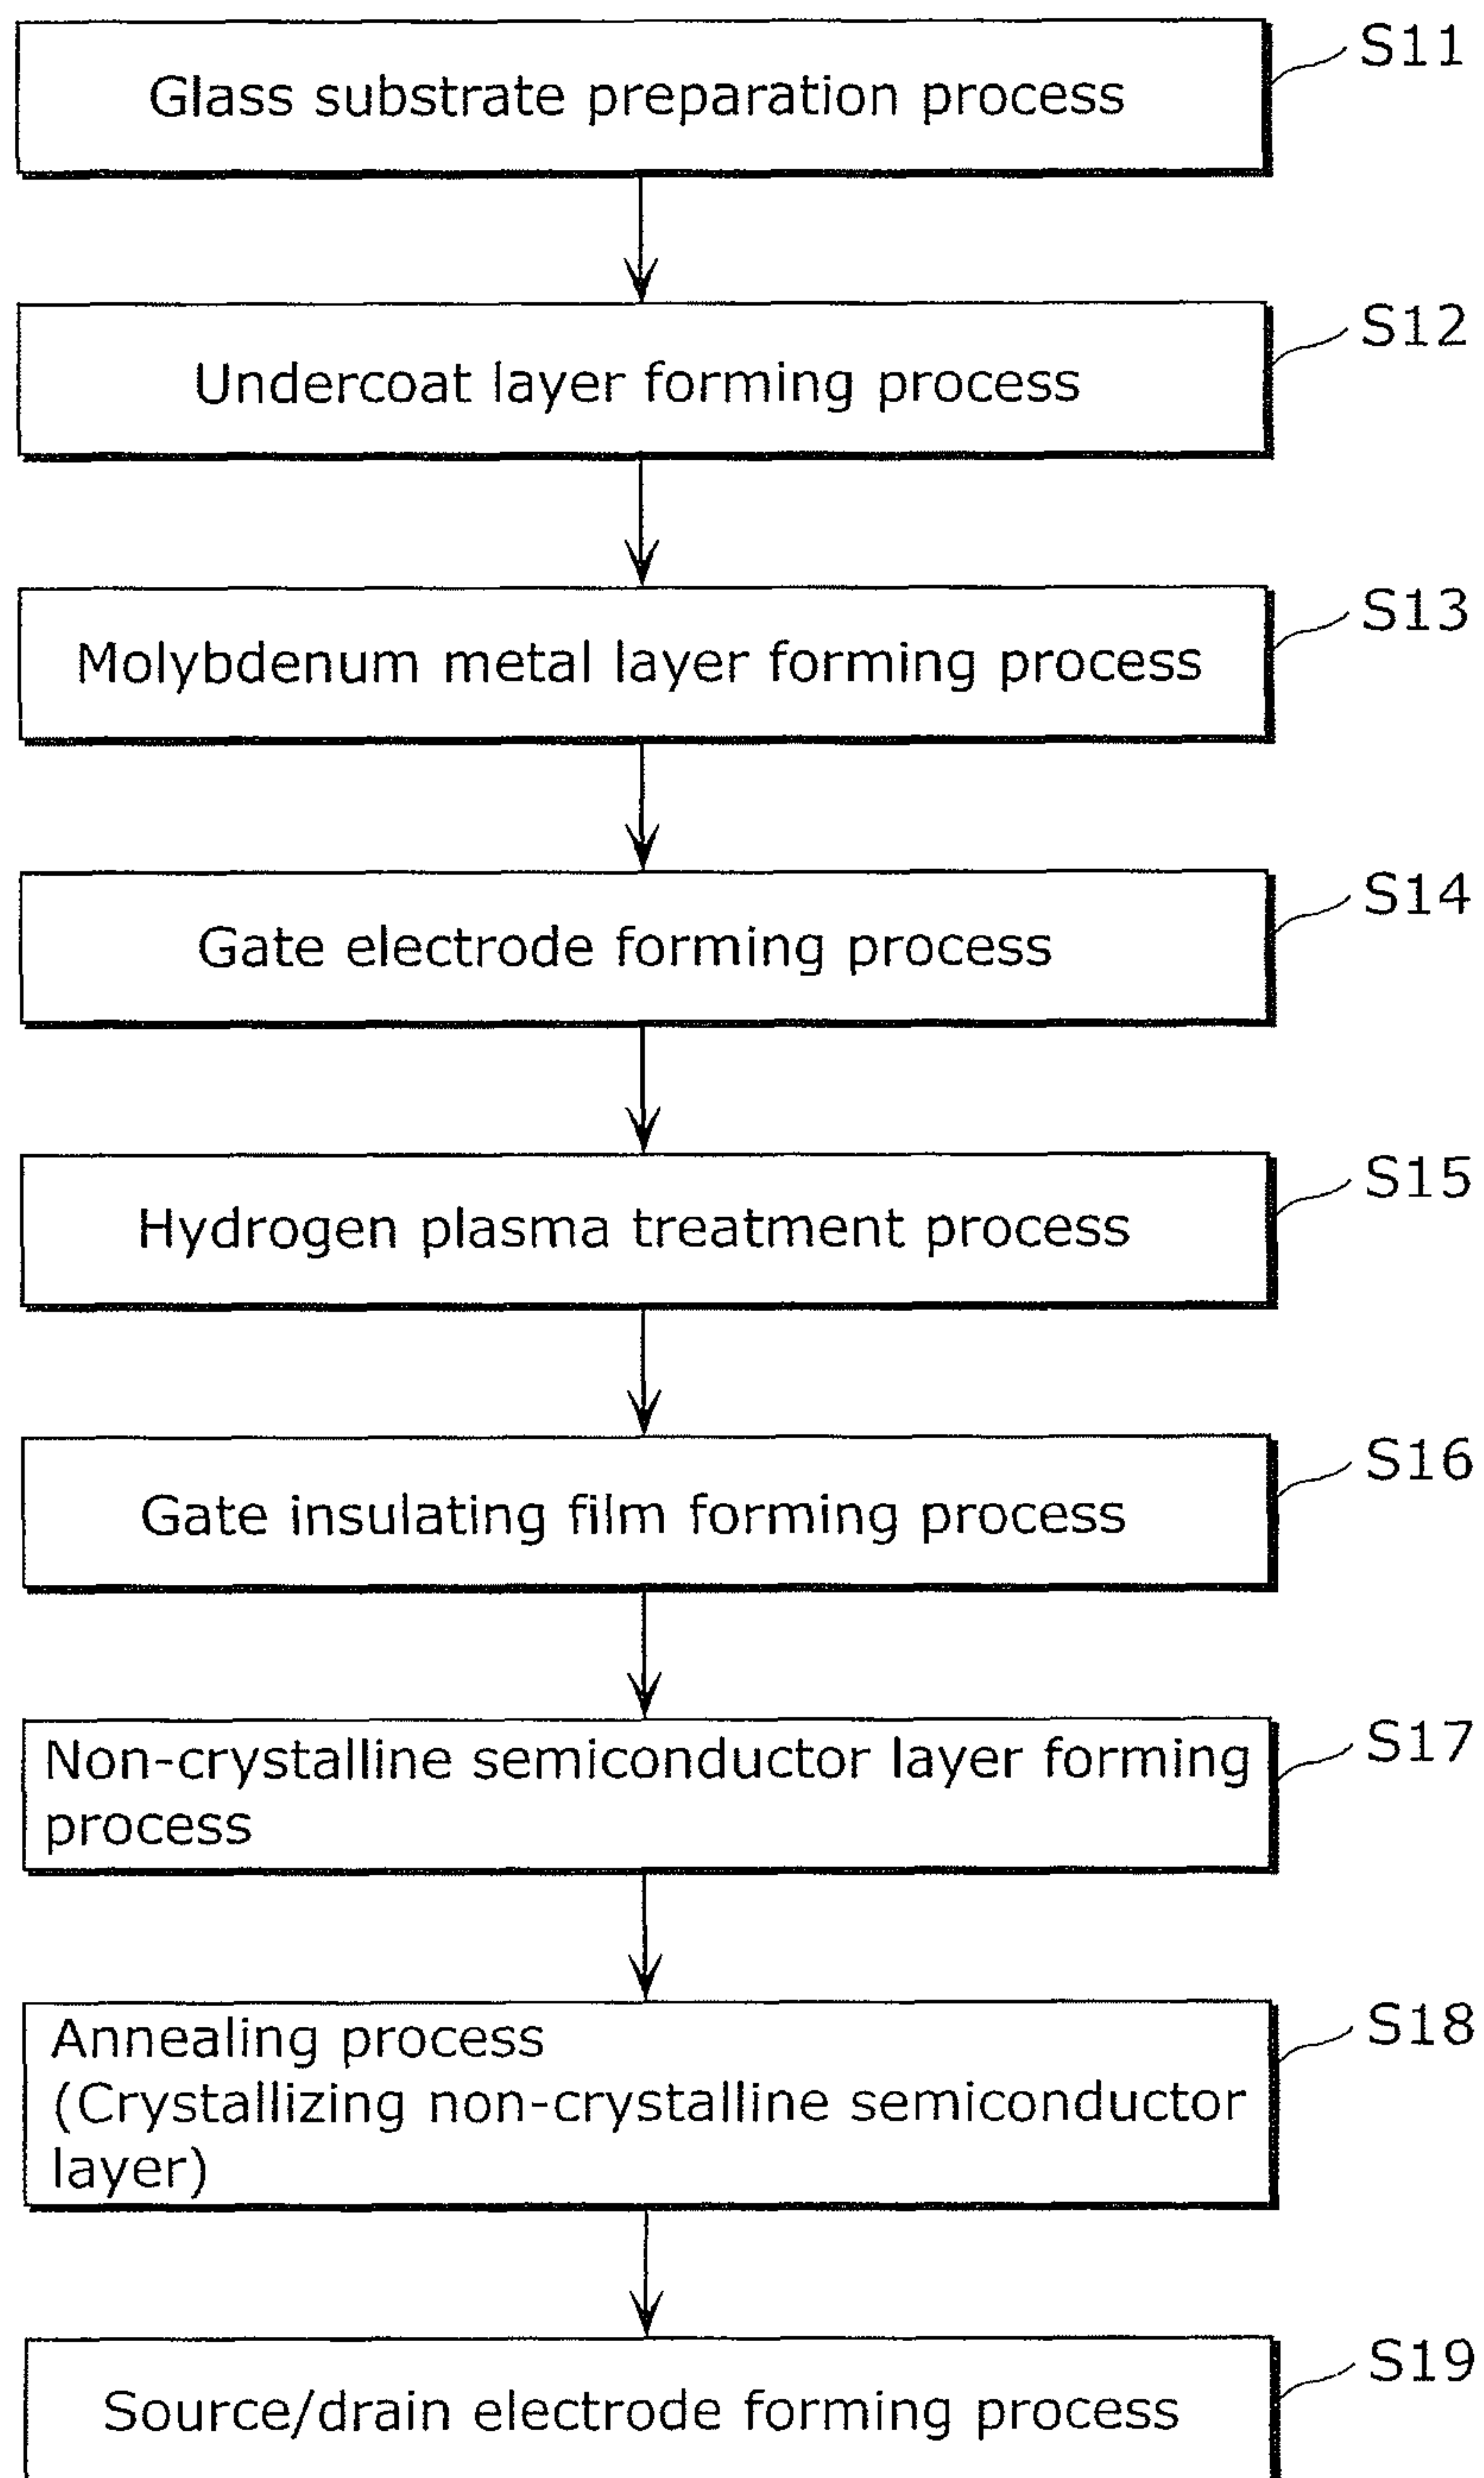 S11
Glass substrate preparation process
S12
Undercoat layer forming process
S13
Molybdenum metal layer forming process
S14
Gate electrode forming process
S15
Hydrogen plasma treatment process
S16
Gate insulating film forming process
S17
Non-crystalline semiconductor layer forming
process
S18
Annealing process
(Crystallizing non-crystalline semiconductor
layer)
S19
Source/drain electrode forming process